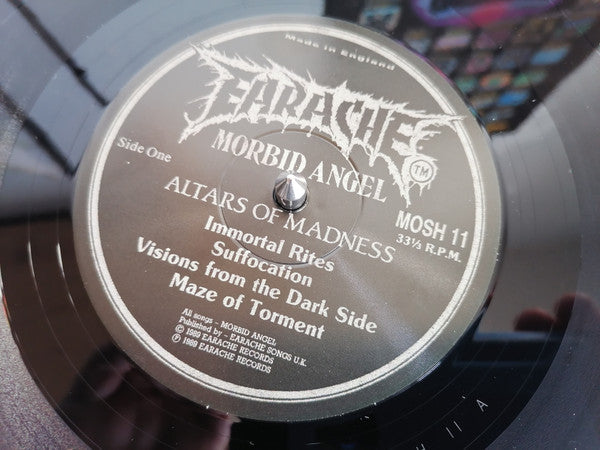 Made in England
EARACHE
TM
Side One
MORBID ANGEL
ALTARS OF MADNESS
MOSH 11
33⅓ R.P.M.
Immortal Rites
Suffocation
Visions from the Dark Side
Maze of Torment
All songs - MORBID ANGEL
Published by - EARACHE SONGS U.K.
© 1989 EARACHE RECORDS
℗ 1989 EARACHE RECORDS